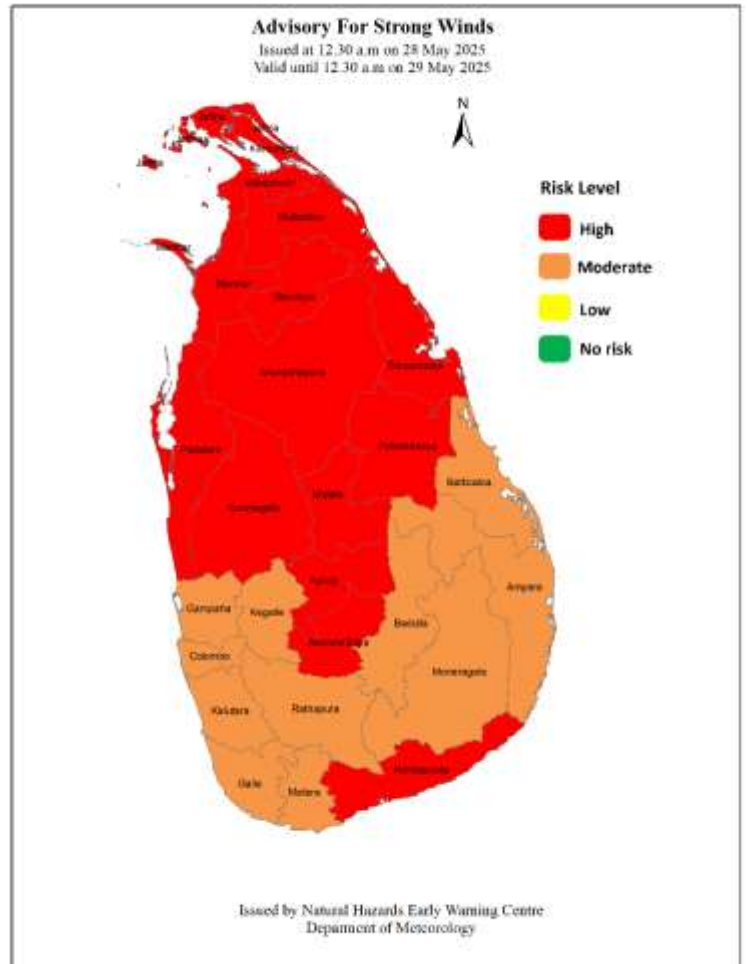 Advisory For Strong Winds
Issued at 12.30 a.m on 28 May 2025
Valid until 12.30 a.m on 29 May 2025
N
Risk Level
High
Moderate
Low
No risk
Jaffna
Mannar
Mullaitivu
Mannar
Vavuniya
Anuradhapura
Trincomalee
Puttalam
Polonnaruwa
Batticaloa
Kurunegala
Matale
Kandy
Ampara
Gampaha
Kegalle
Badulla
Nuwara Eliya
Colombo
Moneragala
Kalutara
Ratnapura
Hambantota
Galle
Matara
Issued by Natural Hazards Early Warning Centre
Department of Meteorology